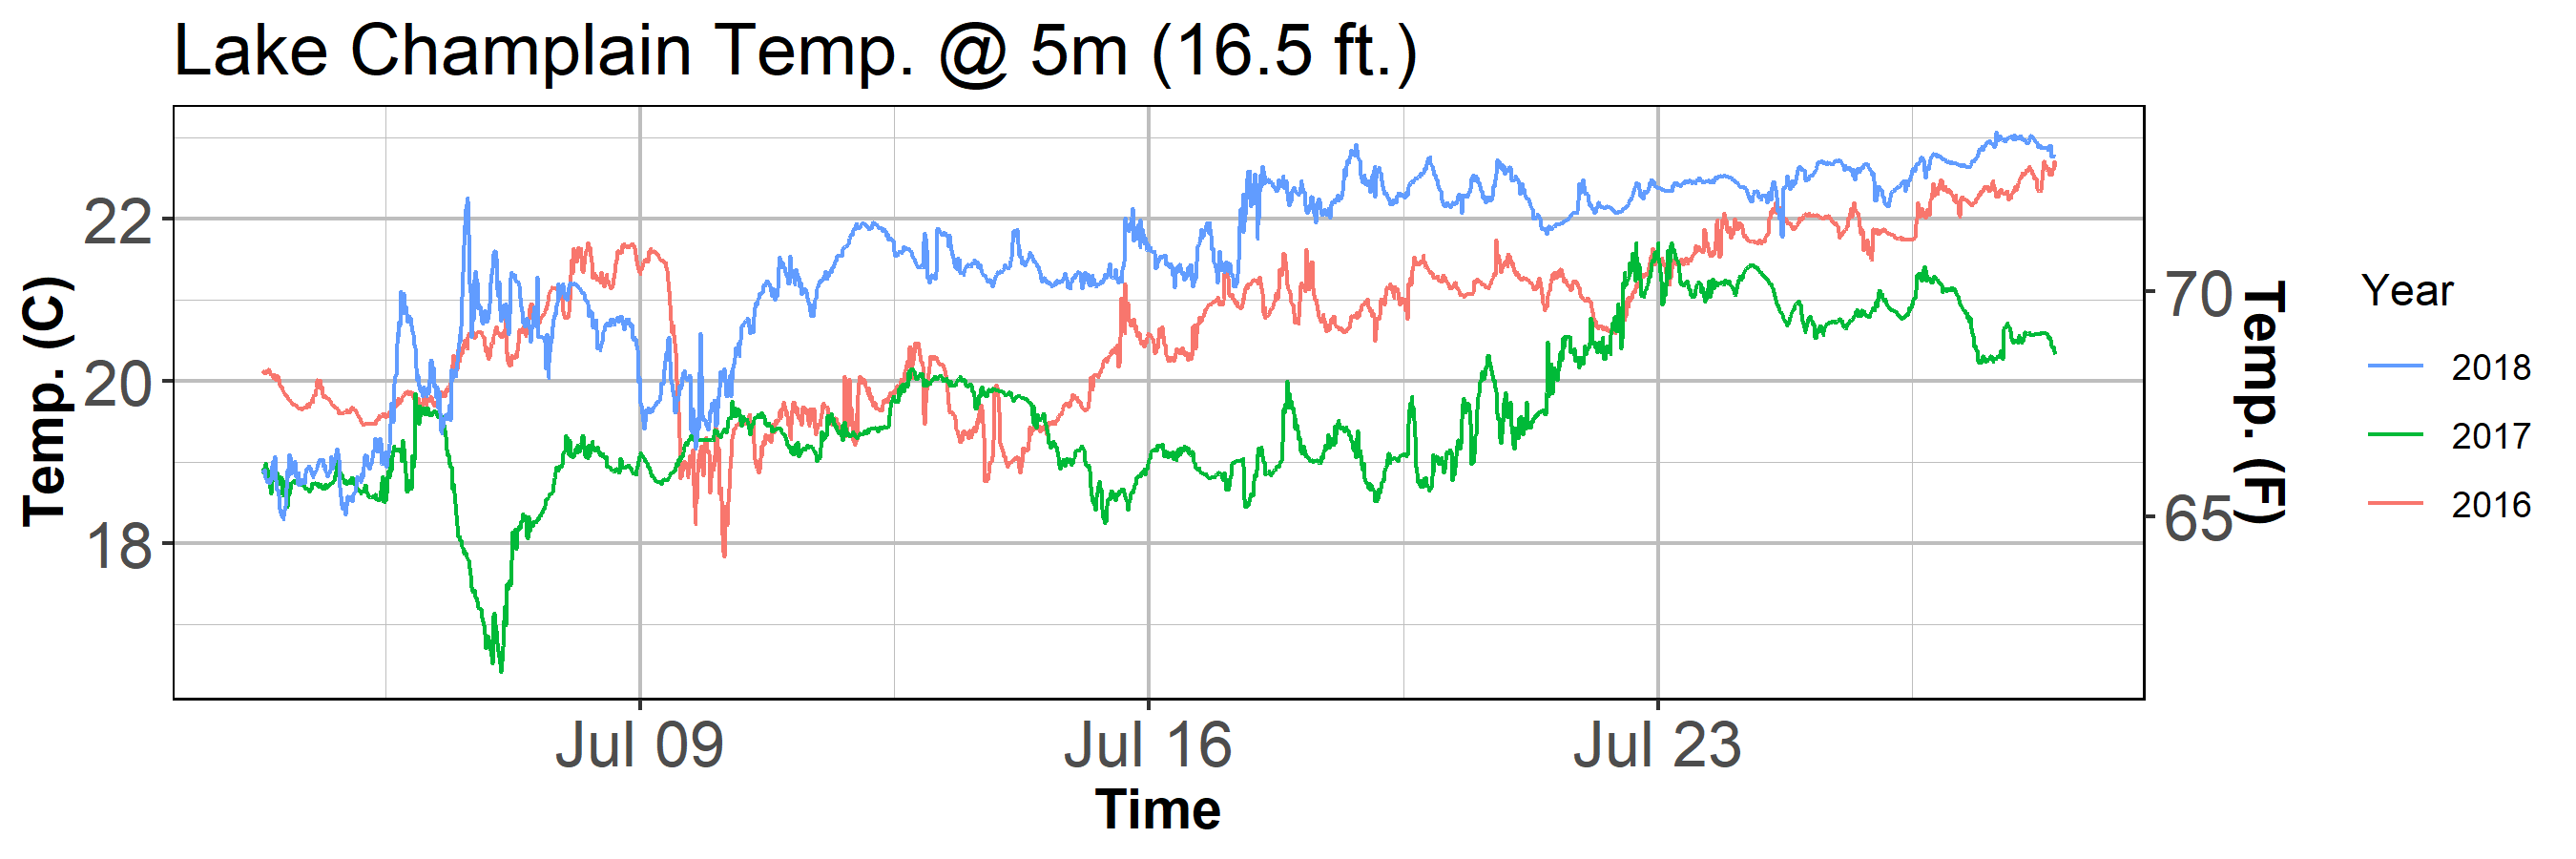 Lake Champlain Temp. @ 5m (16.5 ft.)
Temp. (C)
22
20
18
70
65
Temp. (F)
Jul 09
Jul 16
Jul 23
Time
Year
2018
2017
2016